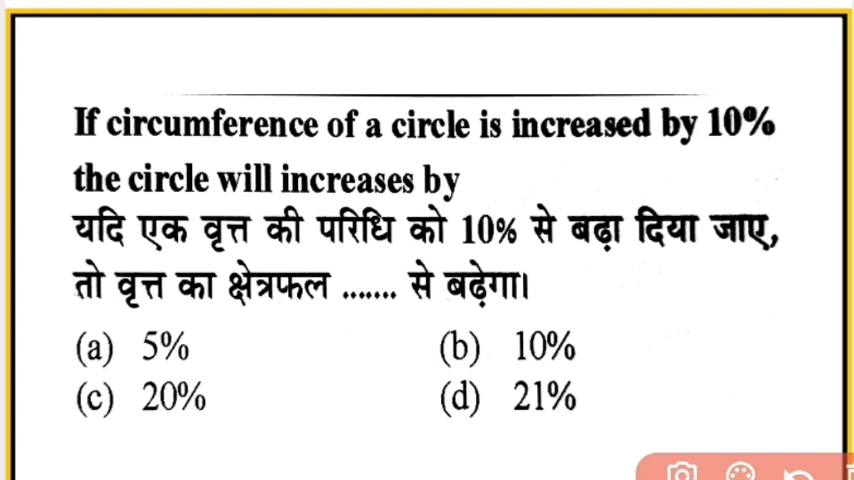 If circumference of a circle is increased by 10%
the circle will increases by
यदि एक वृत्त की परिधि को 10% से बढ़ा दिया जाए,
तो वृत्त का क्षेत्रफल ....... से बढ़ेगा।
(a) 5% (b) 10%
(c) 20% (d) 21%